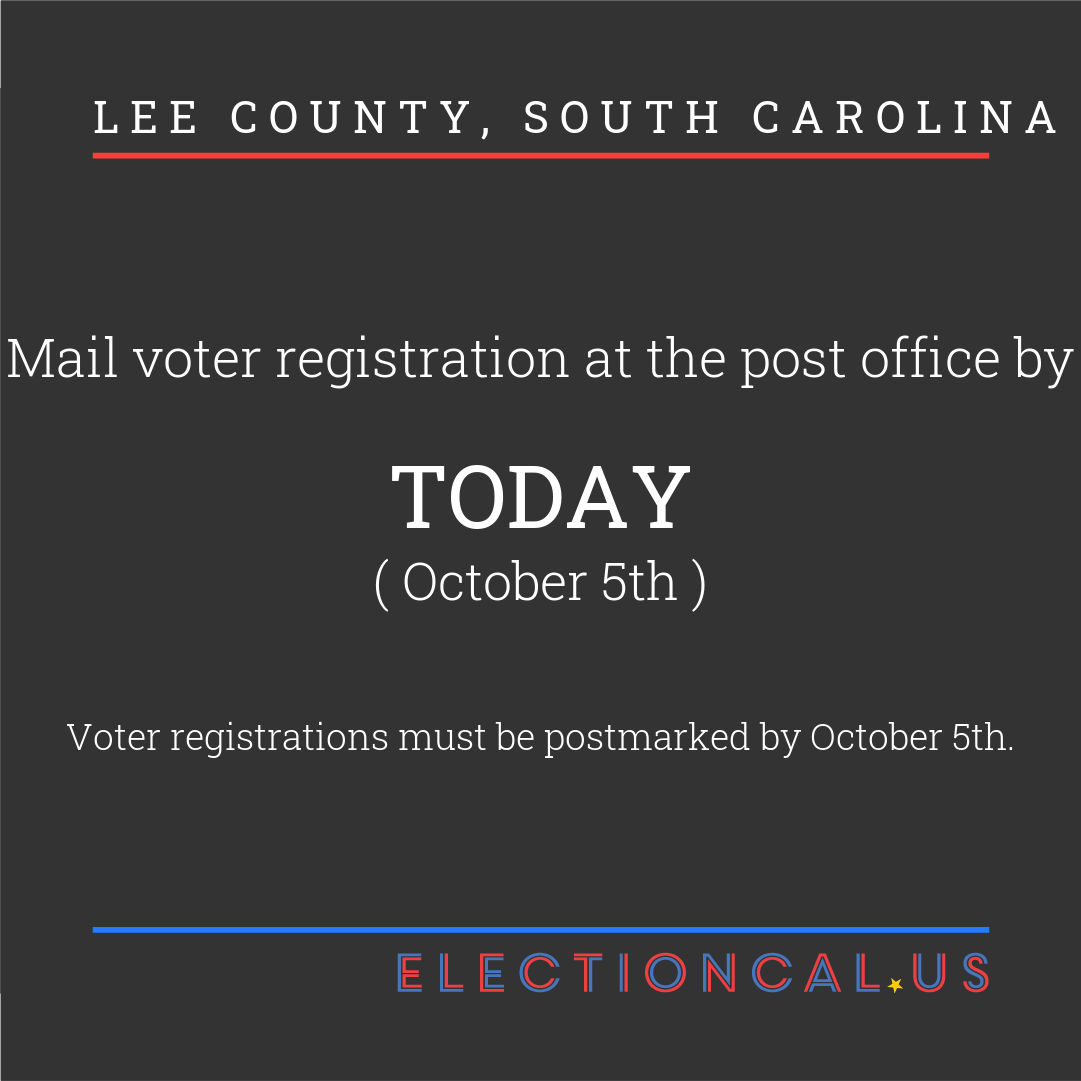 LEE COUNTY, SOUTH CAROLINA
Mail voter registration at the post office by
TODAY
( October 5th )
Voter registrations must be postmarked by October 5th.
ELECTIONCAL.US